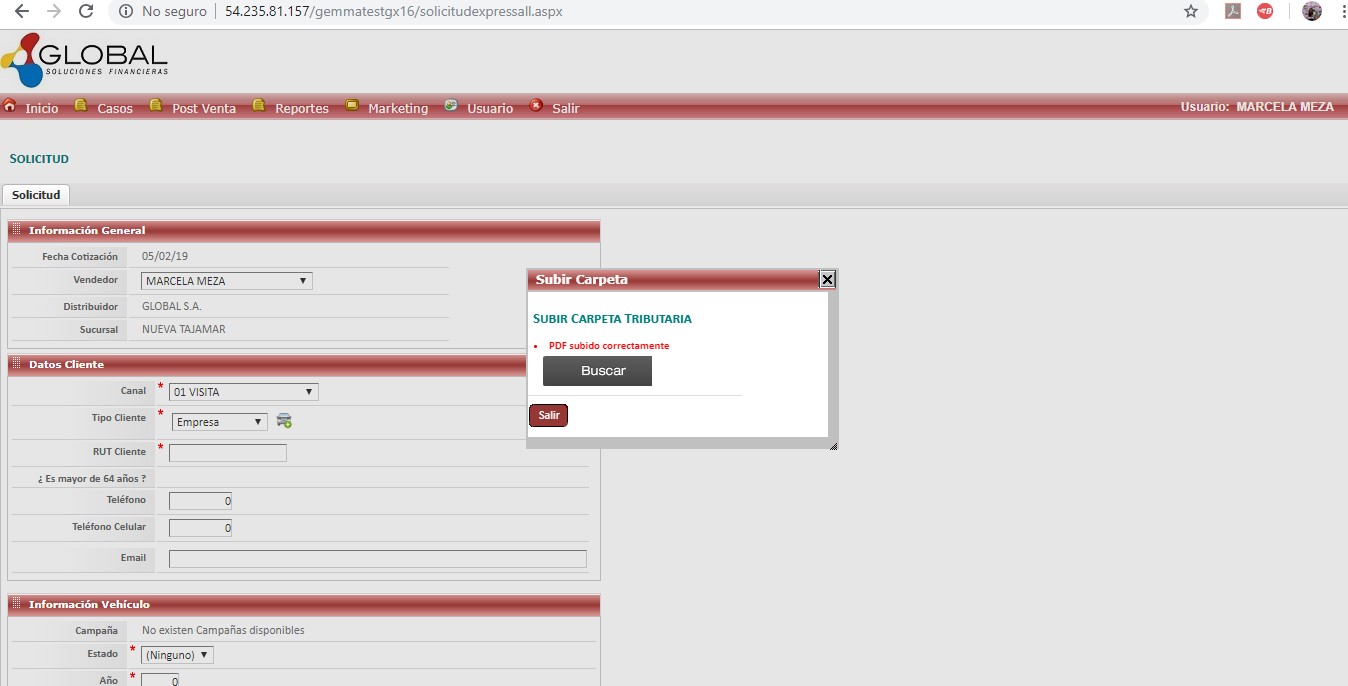 No seguro 54.235.81.157/gemmatestgx16/solicitudexpressall.aspx
GLOBAL
SOLUCIONES FINANCIERAS
Inicio Casos Post Venta Reportes Marketing Usuario Salir Usuario: MARCELA MEZA
SOLICITUD
Solicitud
Información General
Fecha Cotización 05/02/19
Vendedor MARCELA MEZA
Distribuidor GLOBAL S.A.
Sucursal NUEVA TAJAMAR
Datos Cliente
Canal * 01 VISITA
Tipo Cliente * Empresa
RUT Cliente *
¿ Es mayor de 64 años ?
Teléfono 0
Teléfono Celular 0
Email
Información Vehículo
Campaña No existen Campañas disponibles
Estado * (Ninguno)
Año * 0
Subir Carpeta
SUBIR CARPETA TRIBUTARIA
• PDF subido correctamente
Buscar
Salir